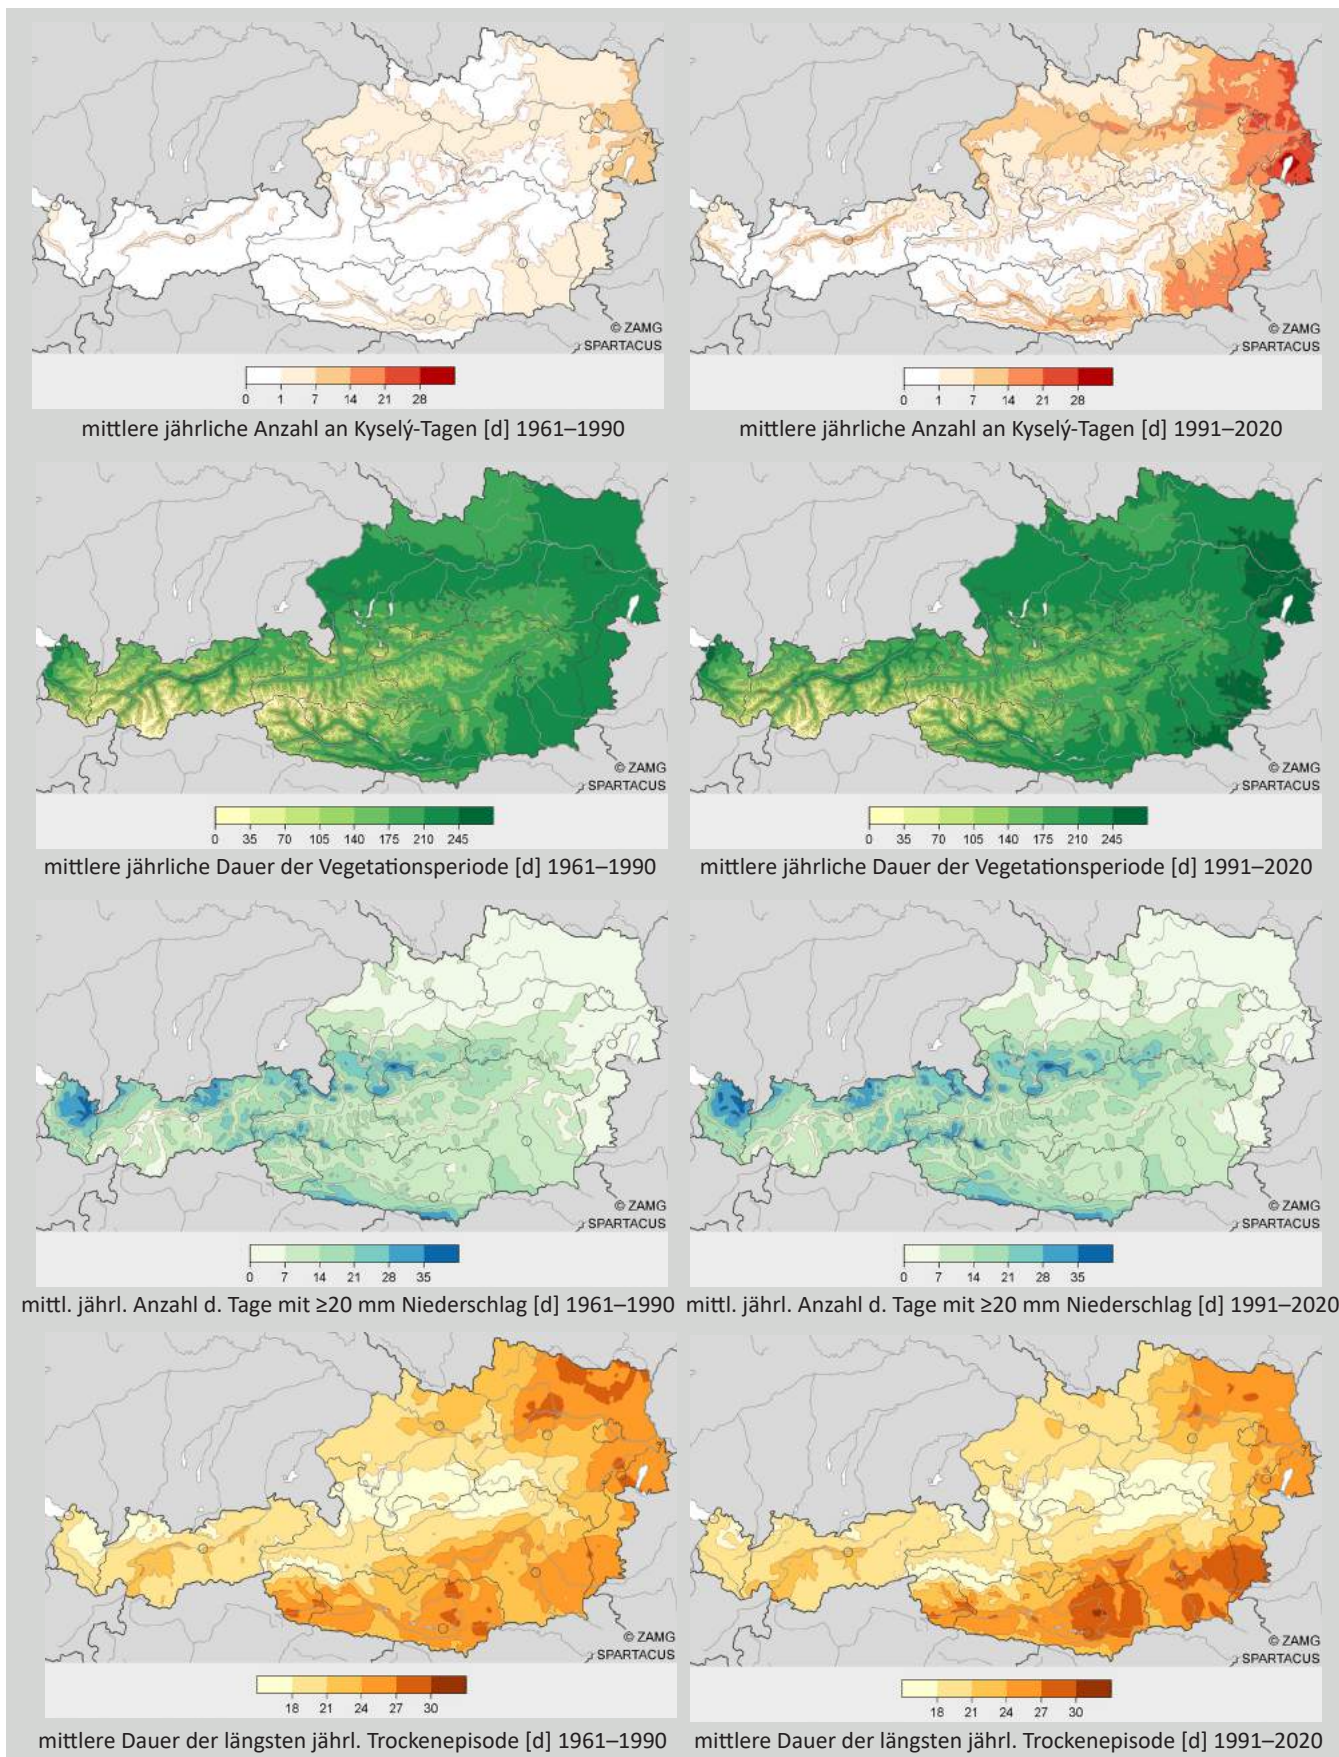 © ZAMG
SPARTACUS
0 1 7 14 21 28
mittlere jährliche Anzahl an Kyselý-Tagen [d] 1961–1990
© ZAMG
SPARTACUS
0 1 7 14 21 28
mittlere jährliche Anzahl an Kyselý-Tagen [d] 1991–2020
© ZAMG
SPARTACUS
0 35 70 105 140 175 210 245
mittlere jährliche Dauer der Vegetationsperiode [d] 1961–1990
© ZAMG
SPARTACUS
0 35 70 105 140 175 210 245
mittlere jährliche Dauer der Vegetationsperiode [d] 1991–2020
© ZAMG
SPARTACUS
0 7 14 21 28 35
mittl. jährl. Anzahl d. Tage mit ≥20 mm Niederschlag [d] 1961–1990
© ZAMG
SPARTACUS
0 7 14 21 28 35
mittl. jährl. Anzahl d. Tage mit ≥20 mm Niederschlag [d] 1991–2020
© ZAMG
SPARTACUS
18 21 24 27 30
mittlere Dauer der längsten jährl. Trockenepisode [d] 1961–1990
© ZAMG
SPARTACUS
18 21 24 27 30
mittlere Dauer der längsten jährl. Trockenepisode [d] 1991–2020